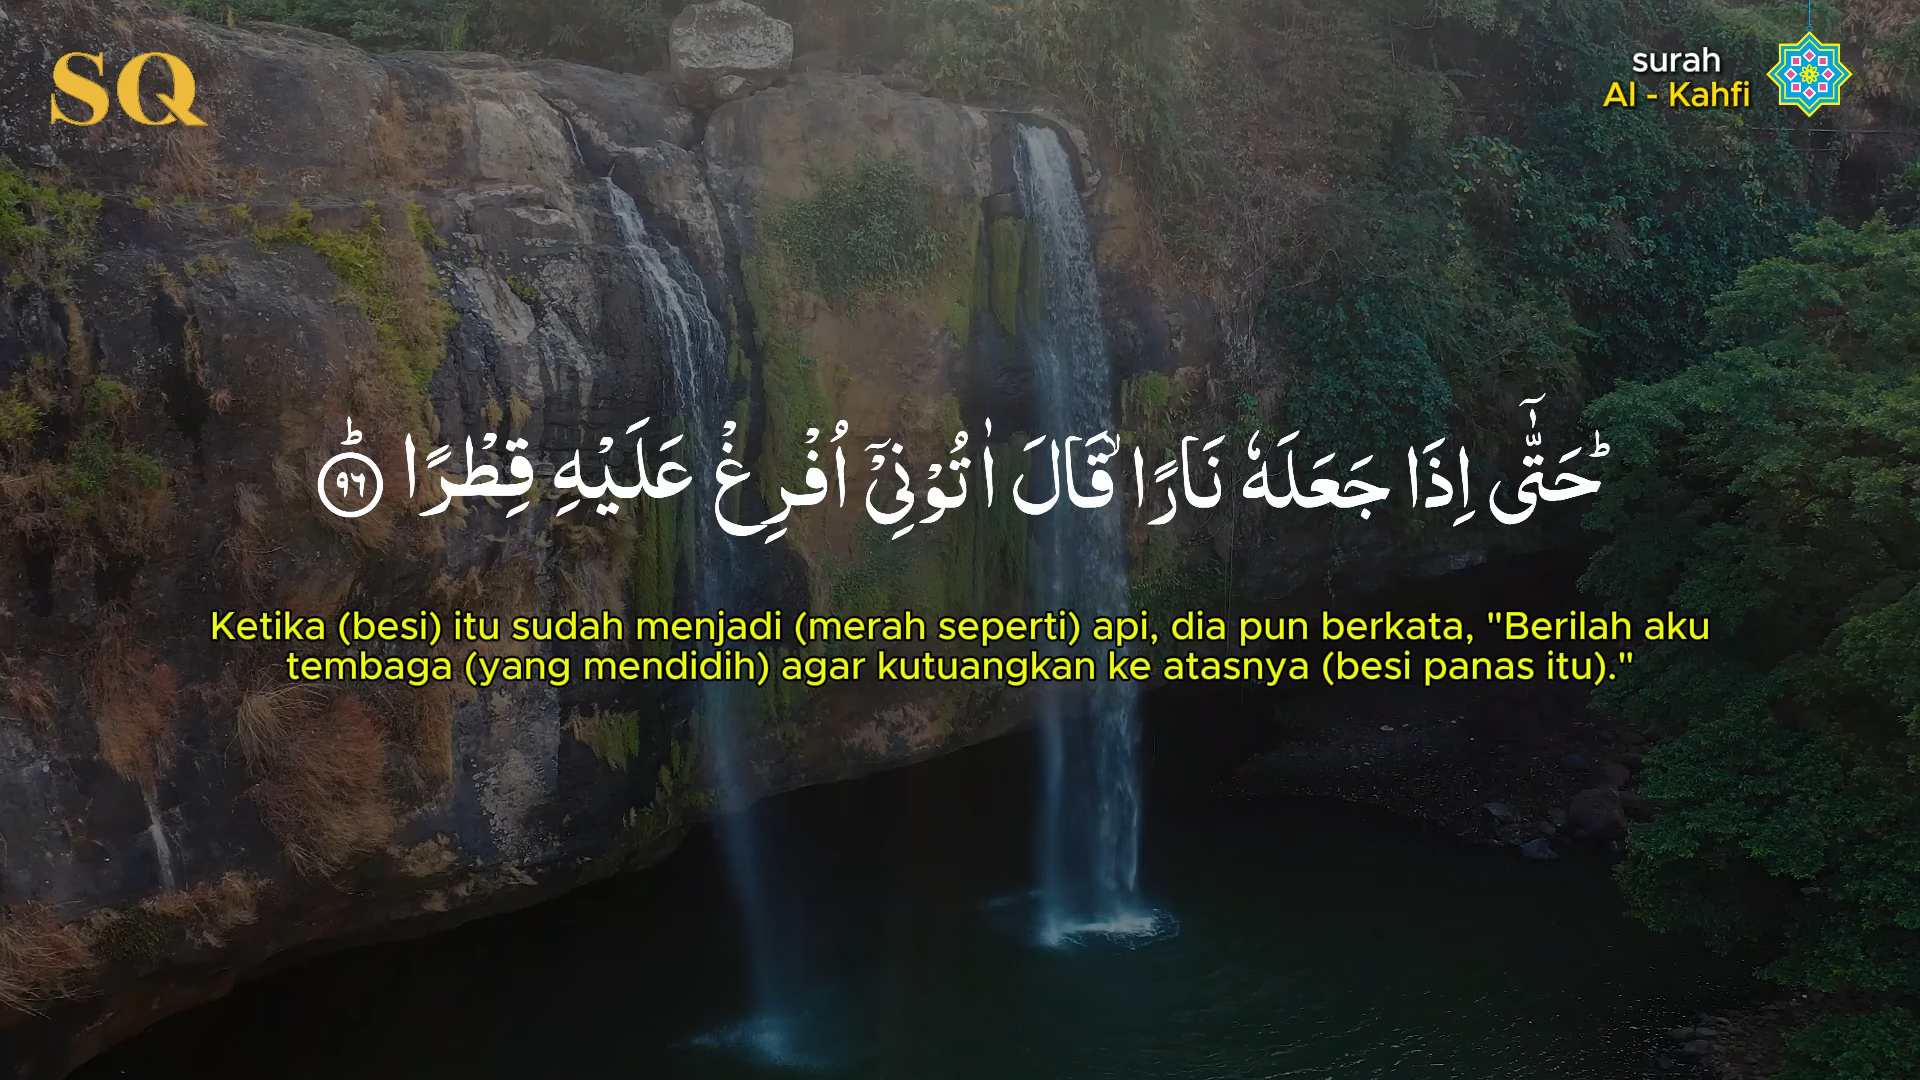 SQ
surah
Al - Kahfi
ۗحَتّٰٓى اِذَا جَعَلَهٗ نَارًاۙ قَالَ اٰتُوْنِيْٓ اُفْرِغْ عَلَيْهِ قِطْرًا ۗ ٩٦
Ketika (besi) itu sudah menjadi (merah seperti) api, dia pun berkata, "Berilah aku
tembaga (yang mendidih) agar kutuangkan ke atasnya (besi panas itu)."